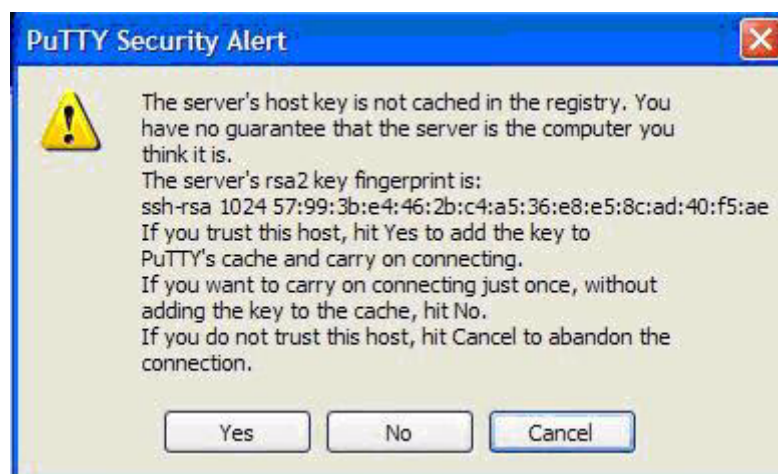 PuTTY Security Alert
The server's host key is not cached in the registry. You
have no guarantee that the server is the computer you
think it is.
The server's rsa2 key fingerprint is:
ssh-rsa 1024 57:99:3b:e4:46:2b:c4:a5:36:e8:e5:8c:ad:40:f5:ae
If you trust this host, hit Yes to add the key to
PuTTY's cache and carry on connecting.
If you want to carry on connecting just once, without
adding the key to the cache, hit No.
If you do not trust this host, hit Cancel to abandon the
connection.
Yes No Cancel